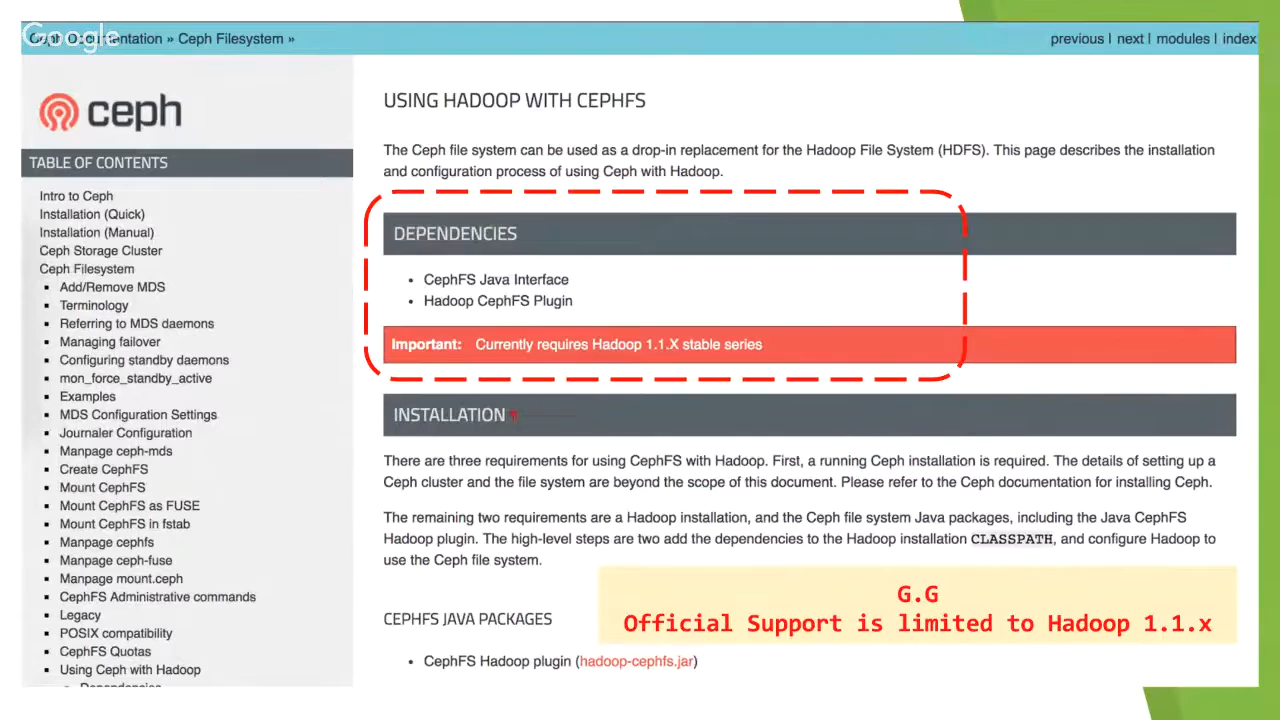 Google
Ceph Documentation » Ceph Filesystem »
previous | next | modules | index
ceph
TABLE OF CONTENTS
Intro to Ceph
Installation (Quick)
Installation (Manual)
Ceph Storage Cluster
Ceph Filesystem
Add/Remove MDS
Terminology
Referring to MDS daemons
Managing failover
Configuring standby daemons
mon_force_standby_active
Examples
MDS Configuration Settings
Journaler Configuration
Manpage ceph-mds
Create CephFS
Mount CephFS
Mount CephFS as FUSE
Mount CephFS in fstab
Manpage cephfs
Manpage ceph-fuse
Manpage mount.ceph
CephFS Administrative commands
Legacy
POSIX compatibility
CephFS Quotas
Using Ceph with Hadoop
Dependencies
USING HADOOP WITH CEPHFS
The Ceph file system can be used as a drop-in replacement for the Hadoop File System (HDFS). This page describes the installation
and configuration process of using Ceph with Hadoop.
DEPENDENCIES
• CephFS Java Interface
• Hadoop CephFS Plugin
Important: Currently requires Hadoop 1.1.X stable series
INSTALLATION¶
There are three requirements for using CephFS with Hadoop. First, a running Ceph installation is required. The details of setting up a
Ceph cluster and the file system are beyond the scope of this document. Please refer to the Ceph documentation for installing Ceph.
The remaining two requirements are a Hadoop installation, and the Ceph file system Java packages, including the Java CephFS
Hadoop plugin. The high-level steps are two add the dependencies to the Hadoop installation CLASSPATH, and configure Hadoop to
use the Ceph file system.
G.G
Official Support is limited to Hadoop 1.1.x
CEPHFS JAVA PACKAGES
• CephFS Hadoop plugin (hadoop-cephfs.jar)